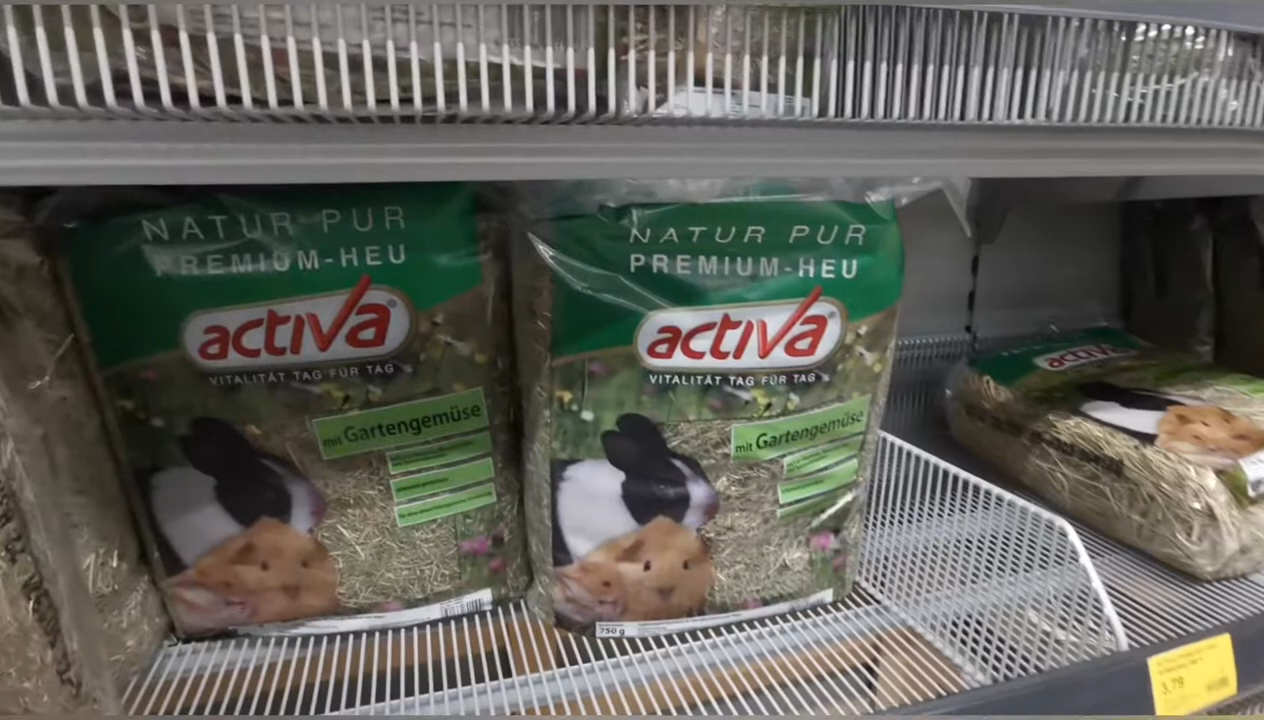 NATUR PUR
PREMIUM-HEU
activa®
VITALITÄT TAG FÜR TAG
mit Gartengemüse
NATUR PUR
PREMIUM-HEU
activa®
VITALITÄT TAG FÜR TAG
mit Gartengemüse
750 g
activa
3.79